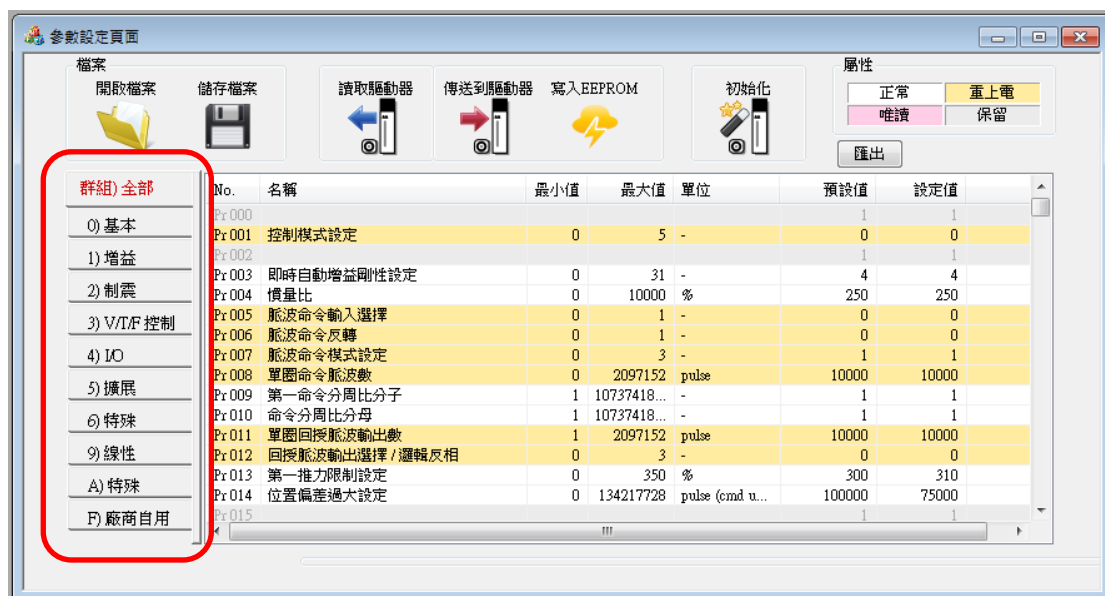 參數設定頁面
檔案
開啟檔案 儲存檔案 讀取驅動器 傳送到驅動器 寫入EEPROM 初始化
屬性
正常 重上電
唯讀 保留
匯出
群組) 全部
0) 基本
1) 增益
2) 制震
3) V/T/F 控制
4) I/O
5) 擴展
6) 特殊
9) 線性
A) 特殊
F) 廠商自用
No. 名稱 最小值 最大值 單位 預設值 設定值
Pr 000 1 1
Pr 001 控制模式設定 0 5 - 0 0
Pr 002 1 1
Pr 003 即時自動增益剛性設定 0 31 - 4 4
Pr 004 慣量比 0 10000 % 250 250
Pr 005 脈波命令輸入選擇 0 1 - 0 0
Pr 006 脈波命令反轉 0 1 - 0 0
Pr 007 脈波命令模式設定 0 3 - 1 1
Pr 008 單圈命令脈波數 0 2097152 pulse 10000 10000
Pr 009 第一命令分周比分子 1 10737418... - 1 1
Pr 010 命令分周比分母 1 10737418... - 1 1
Pr 011 單圈回授脈波輸出數 1 2097152 pulse 10000 10000
Pr 012 回授脈波輸出選擇 / 邏輯反相 0 3 - 0 0
Pr 013 第一推力限制設定 0 350 % 300 310
Pr 014 位置偏差過大設定 0 134217728 pulse (cmd u... 100000 75000
Pr 015 1 1